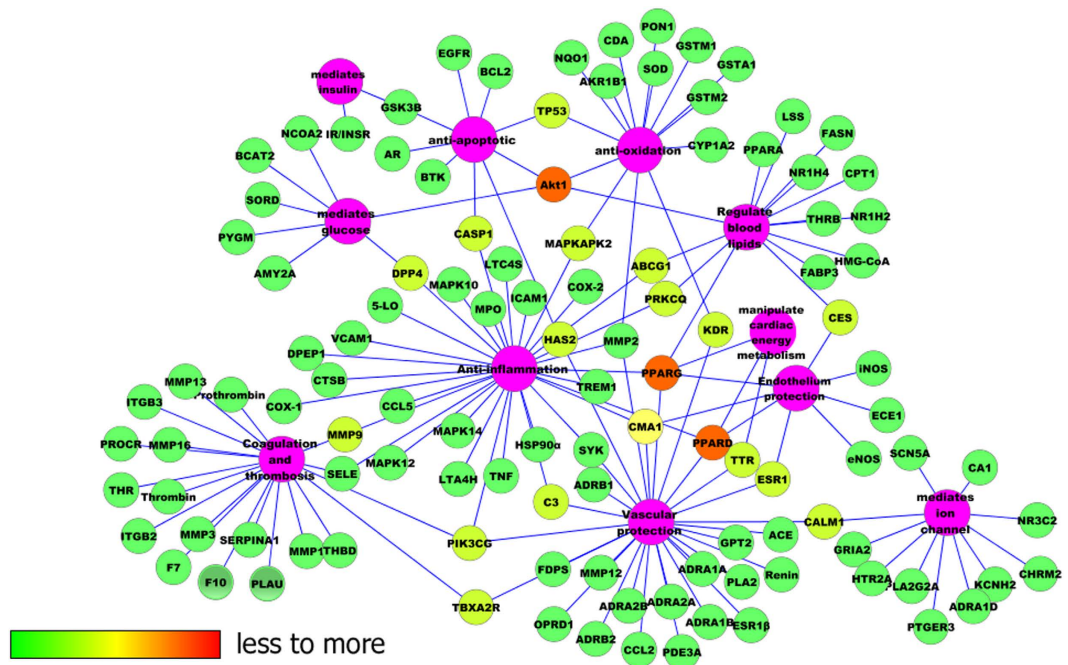 PON1
CDA
EGFR
GSTM1
NQO1
BCL2
SOD
GSTA1
mediates
insulin
AKR1B1
GSTM2
GSK3B
TP53
LSS
NCOA2
IR/INSR
anti-apoptotic
anti-oxidation
CYP1A2
PPARA
FASN
BCAT2
AR
BTK
Akt1
NR1H4
CPT1
SORD
mediates
glucose
Regulate
blood
lipids
THRB
NR1H2
PYGM
CASP1
MAPKAPK2
AMY2A
DPP4
LTC4S
ABCG1
HMG-CoA
FABP3
MAPK10
COX-2
PRKCQ
5-LO
MPO
ICAM1
manipulate
cardiac
energy
metabolism
CES
VCAM1
HAS2
MMP2
KDR
DPEP1
CTSB
Anti-inflammation
PPARG
iNOS
MMP13
Prothrombin
TREM1
Endothelium
protection
ITGB3
COX-1
CCL5
ECE1
PROCR
MMP16
Coagulation
and
thrombosis
MMP9
MAPK14
HSP90α
CMA1
PPARD
SYK
TTR
eNOS
SCN5A
CA1
SELE
MAPK12
LTA4H
TNF
ADRB1
ESR1
THR
Thrombin
C3
Vascular
protection
CALM1
mediates
ion
channel
NR3C2
ITGB2
MMP3
SERPINA1
MMP1
THBD
PIK3CG
GPT2
ACE
GRIA2
F7
F10
PLAU
FDPS
MMP12
ADRA1A
PLA2
Renin
HTR2A
PLA2G2A
KCNH2
CHRM2
TBXA2R
ADRA2B
ADRA2A
ADRA1D
OPRD1
ADRB2
ADRA1B
ESR1β
PTGER3
CCL2
PDE3A
less to more